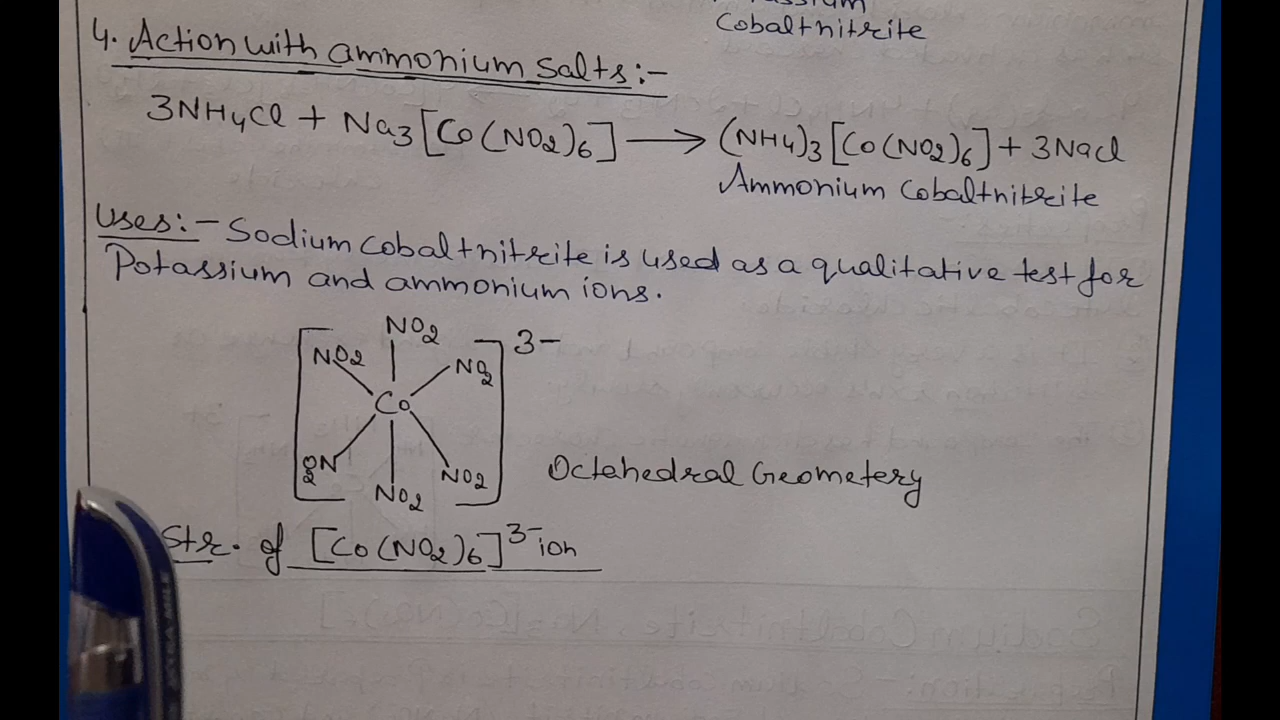 Cobaltnitrite
4. Action with ammonium salts:-
3NH4Cl + Na3[Co(NO2)6] ⟶ (NH4)3[Co(NO2)6] + 3NaCl
Ammonium Cobaltnitrite
Uses:- Sodium cobaltnitrite is used as a qualitative test for
Potassium and ammonium ions.
NO2
NO2 NO2 3-
Co
O2N NO2
NO2
Octahedral Geometery
Str. of [Co(NO2)6]3- ion